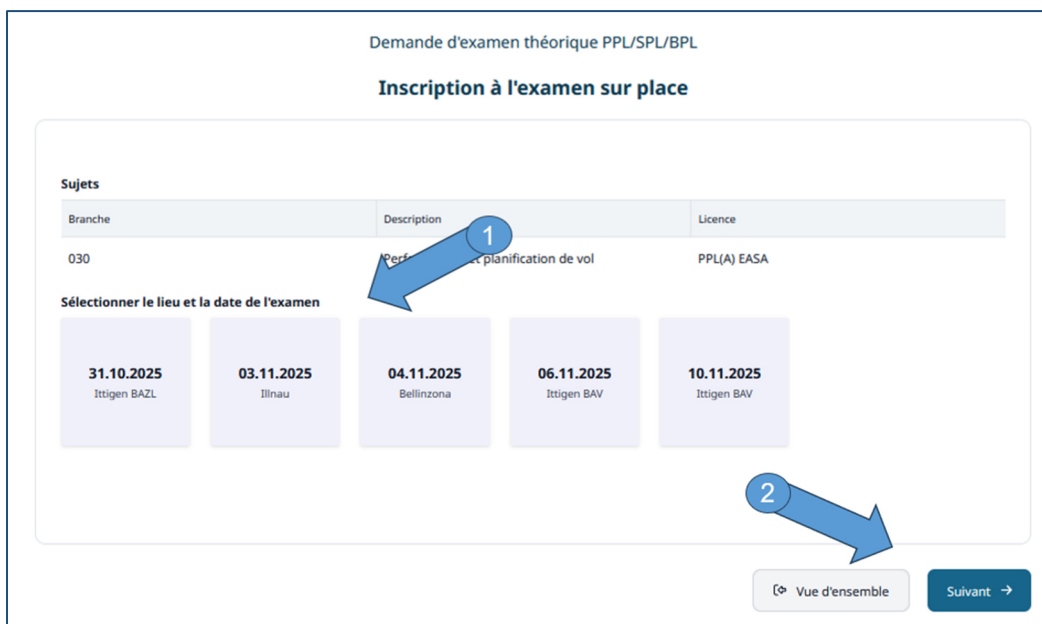 Demande d'examen théorique PPL/SPL/BPL
Inscription à l'examen sur place
Sujets
Branche Description Licence
1
030 planification de vol PPL(A) EASA
Sélectionner le lieu et la date de l'examen
31.10.2025 03.11.2025 04.11.2025 06.11.2025 10.11.2025
Ittigen BAZL Illnau Bellinzona Ittigen BAV Ittigen BAV
2
Vue d'ensemble Suivant